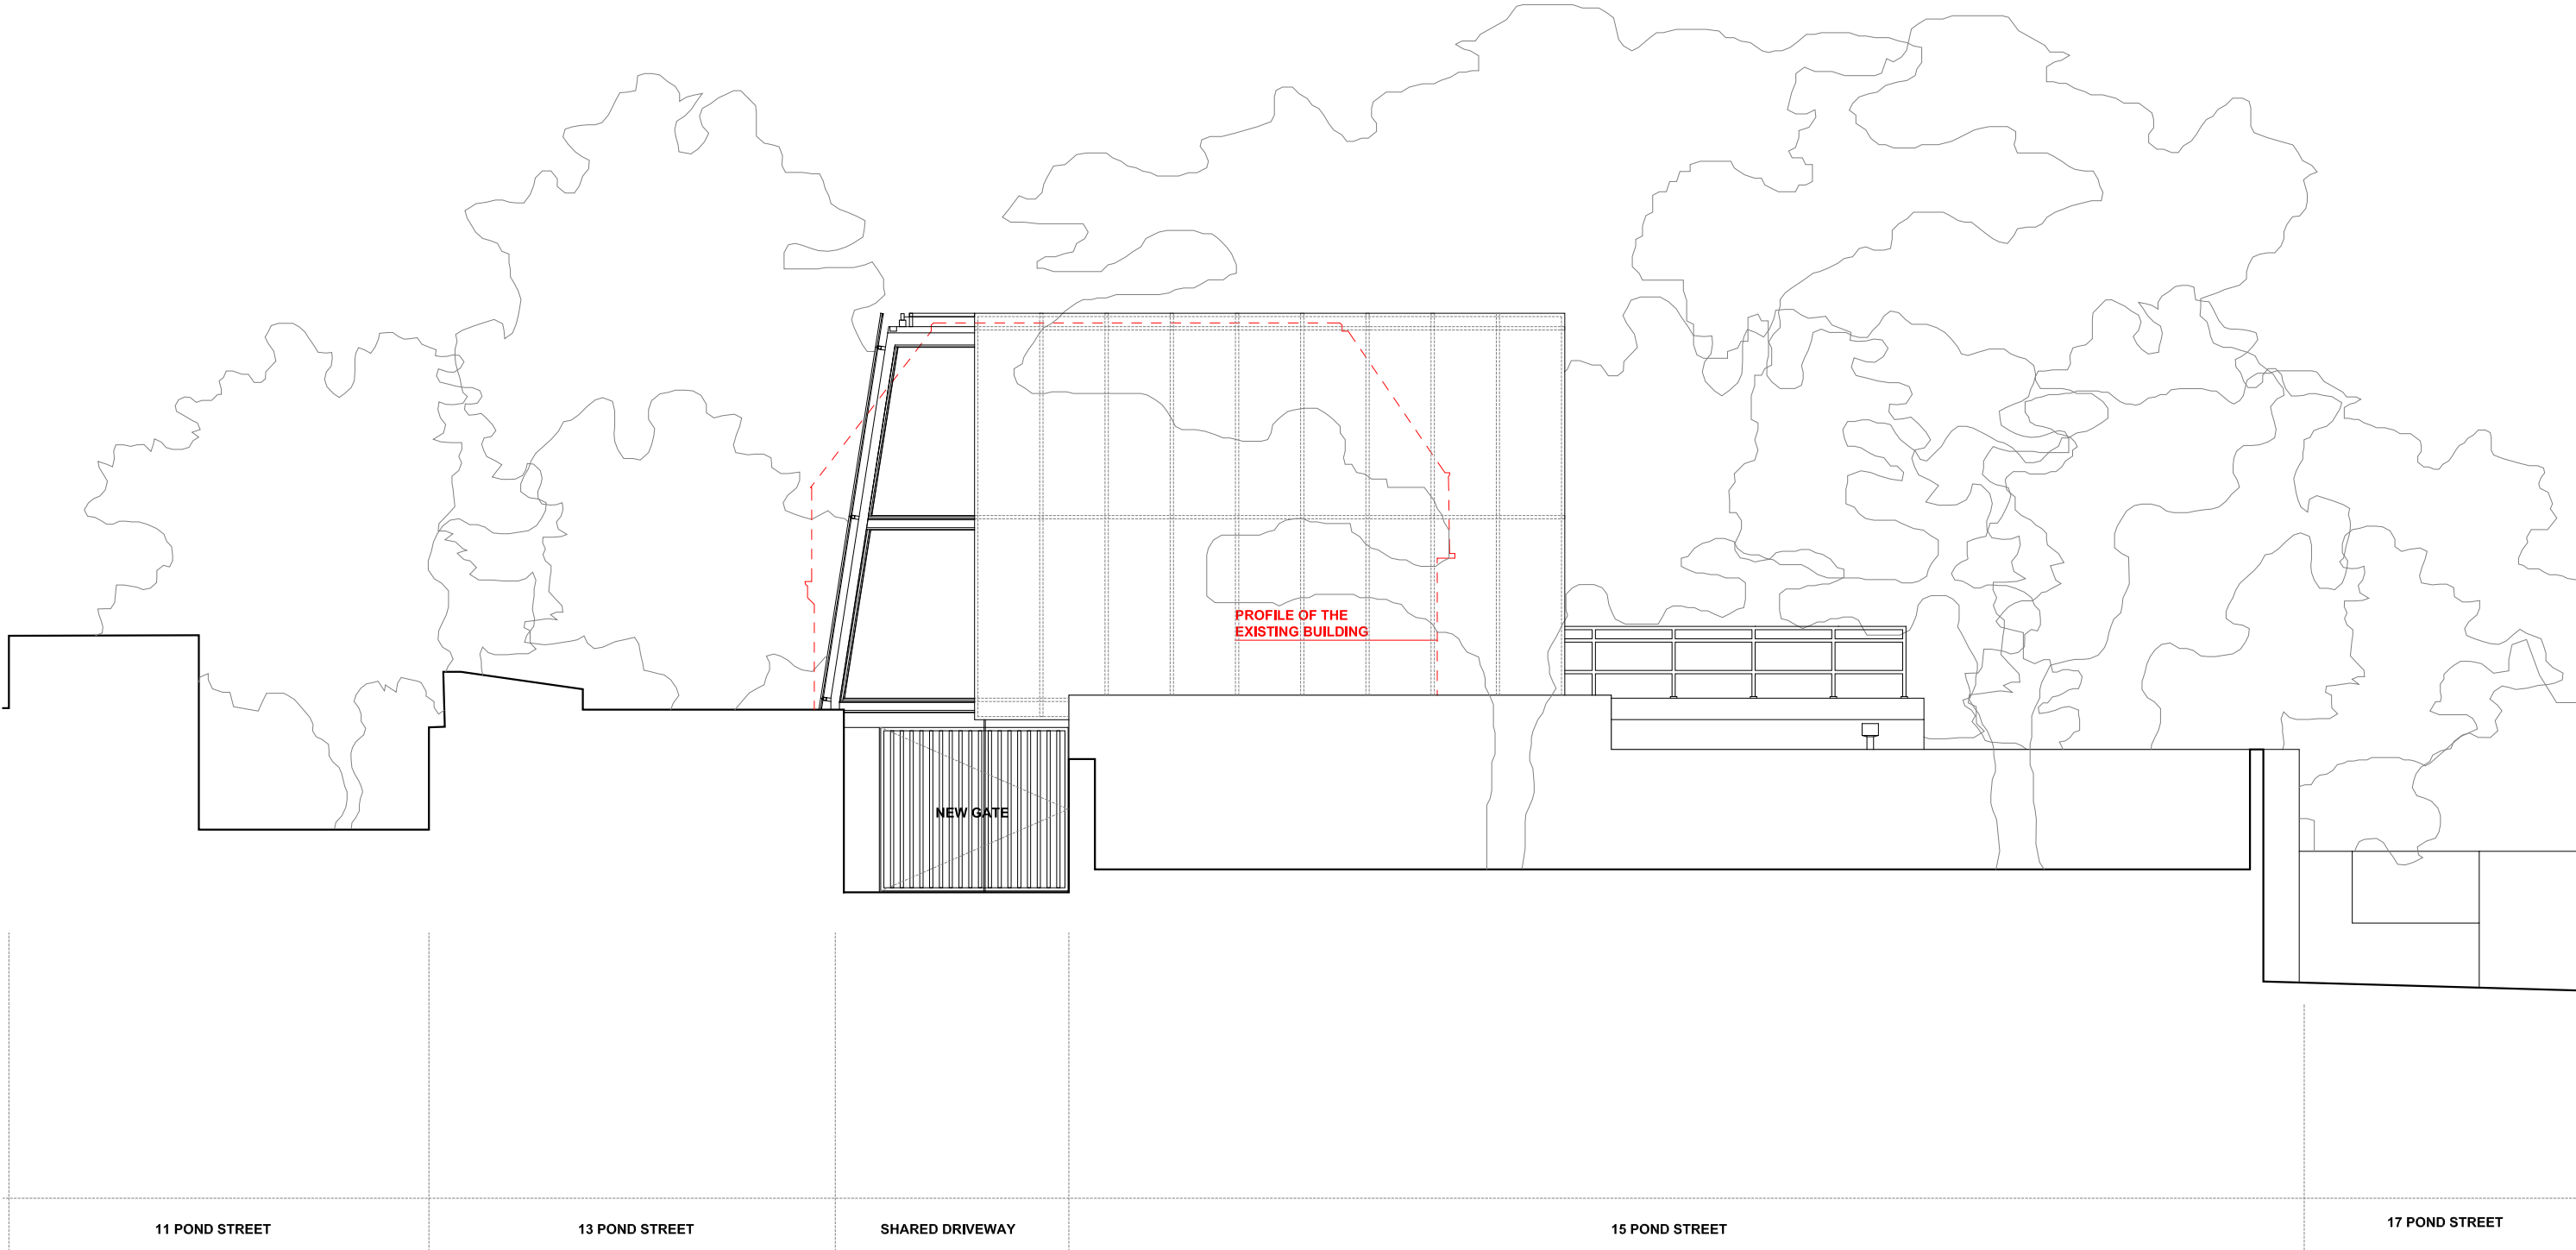 PROFILE OF THE
EXISTING BUILDING
NEW GATE
11 POND STREET
13 POND STREET
SHARED DRIVEWAY
15 POND STREET
17 POND STREET